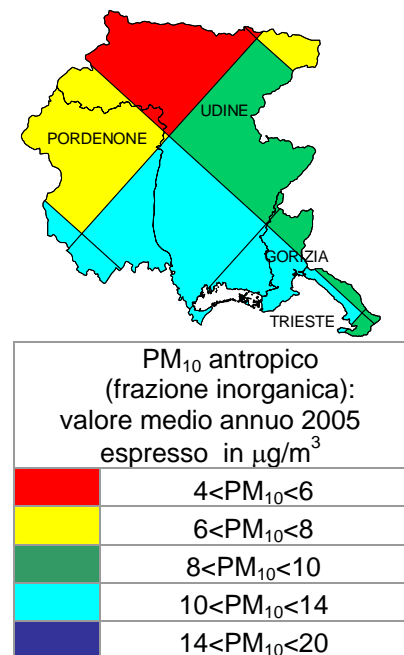 UDINE
PORDENONE
GORIZIA
TRIESTE
PM₁₀ antropico
(frazione inorganica):
valore medio annuo 2005
espresso in µg/m³
4<PM₁₀<6
6<PM₁₀<8
8<PM₁₀<10
10<PM₁₀<14
14<PM₁₀<20